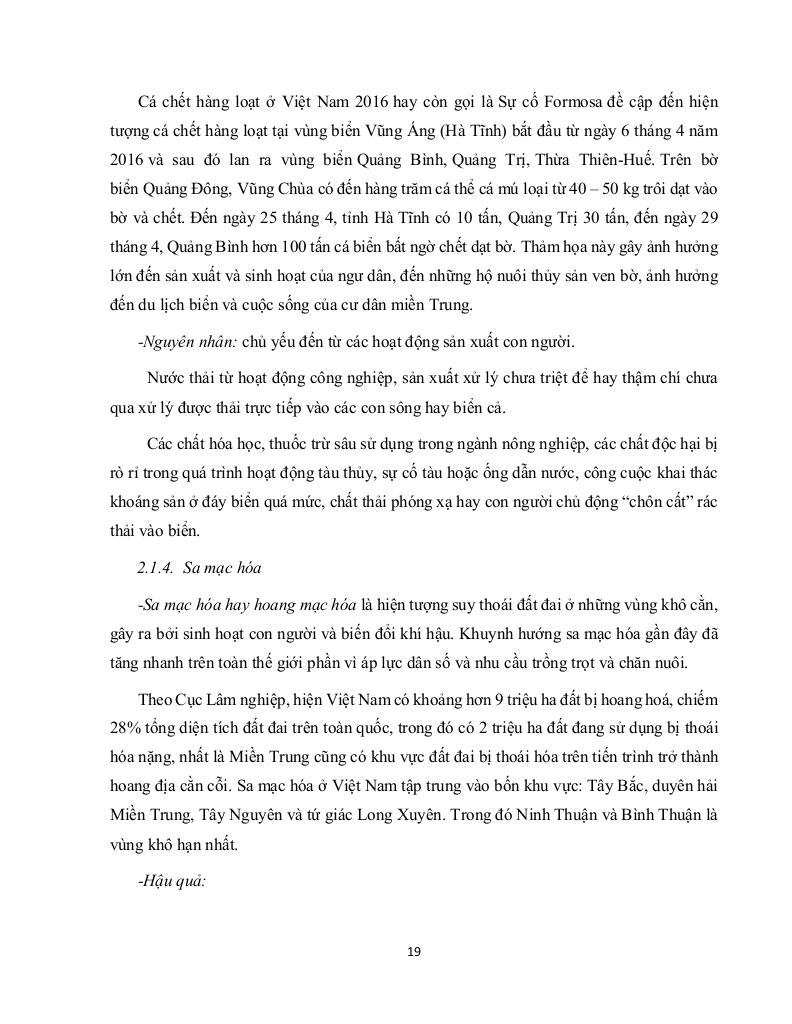 Cá chết hàng loạt ở Việt Nam 2016 hay còn gọi là Sự cố Formosa đề cập đến hiện
tượng cá chết hàng loạt tại vùng biển Vũng Áng (Hà Tĩnh) bắt đầu từ ngày 6 tháng 4 năm
2016 và sau đó lan ra vùng biển Quảng Bình, Quảng Trị, Thừa Thiên-Huế. Trên bờ
biển Quảng Đông, Vũng Chùa có đến hàng trăm cá thể cá mú loại từ 40 – 50 kg trôi dạt vào
bờ và chết. Đến ngày 25 tháng 4, tỉnh Hà Tĩnh có 10 tấn, Quảng Trị 30 tấn, đến ngày 29
tháng 4, Quảng Bình hơn 100 tấn cá biển bất ngờ chết dạt bờ. Thảm họa này gây ảnh hưởng
lớn đến sản xuất và sinh hoạt của ngư dân, đến những hộ nuôi thủy sản ven bờ, ảnh hưởng
đến du lịch biển và cuộc sống của cư dân miền Trung.
-Nguyên nhân: chủ yếu đến từ các hoạt động sản xuất con người.
Nước thải từ hoạt động công nghiệp, sản xuất xử lý chưa triệt để hay thậm chí chưa
qua xử lý được thải trực tiếp vào các con sông hay biển cả.
Các chất hóa học, thuốc trừ sâu sử dụng trong ngành nông nghiệp, các chất độc hại bị
rò rỉ trong quá trình hoạt động tàu thủy, sự cố tàu hoặc ống dẫn nước, công cuộc khai thác
khoáng sản ở đáy biển quá mức, chất thải phóng xạ hay con người chủ động “chôn cất” rác
thải vào biển.
2.1.4. Sa mạc hóa
-Sa mạc hóa hay hoang mạc hóa là hiện tượng suy thoái đất đai ở những vùng khô cằn,
gây ra bởi sinh hoạt con người và biến đổi khí hậu. Khuynh hướng sa mạc hóa gần đây đã
tăng nhanh trên toàn thế giới phần vì áp lực dân số và nhu cầu trồng trọt và chăn nuôi.
Theo Cục Lâm nghiệp, hiện Việt Nam có khoảng hơn 9 triệu ha đất bị hoang hoá, chiếm
28% tổng diện tích đất đai trên toàn quốc, trong đó có 2 triệu ha đất đang sử dụng bị thoái
hóa nặng, nhất là Miền Trung cũng có khu vực đất đai bị thoái hóa trên tiến trình trở thành
hoang địa cằn cỗi. Sa mạc hóa ở Việt Nam tập trung vào bốn khu vực: Tây Bắc, duyên hải
Miền Trung, Tây Nguyên và tứ giác Long Xuyên. Trong đó Ninh Thuận và Bình Thuận là
vùng khô hạn nhất.
-Hậu quả:
19